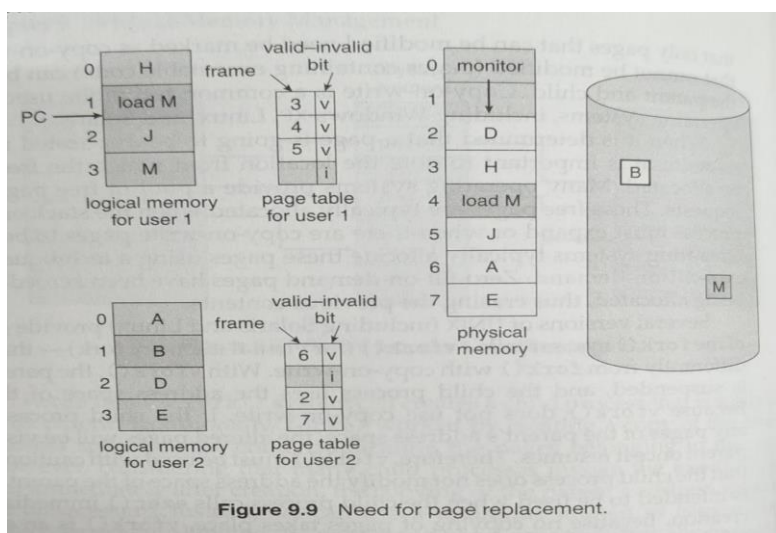 0 H
1 load M
2 J
3 M
PC
logical memory
for user 1
frame
valid–invalid
bit
3 v
4 v
5 v
i
page table
for user 1
0 monitor
1
2 D
3 H
4 load M
5 J
6 A
7 E
physical
memory
B
M
0 A
1 B
2 D
3 E
logical memory
for user 2
frame
valid–invalid
bit
6 v
i
2 v
7 v
page table
for user 2
Figure 9.9 Need for page replacement.